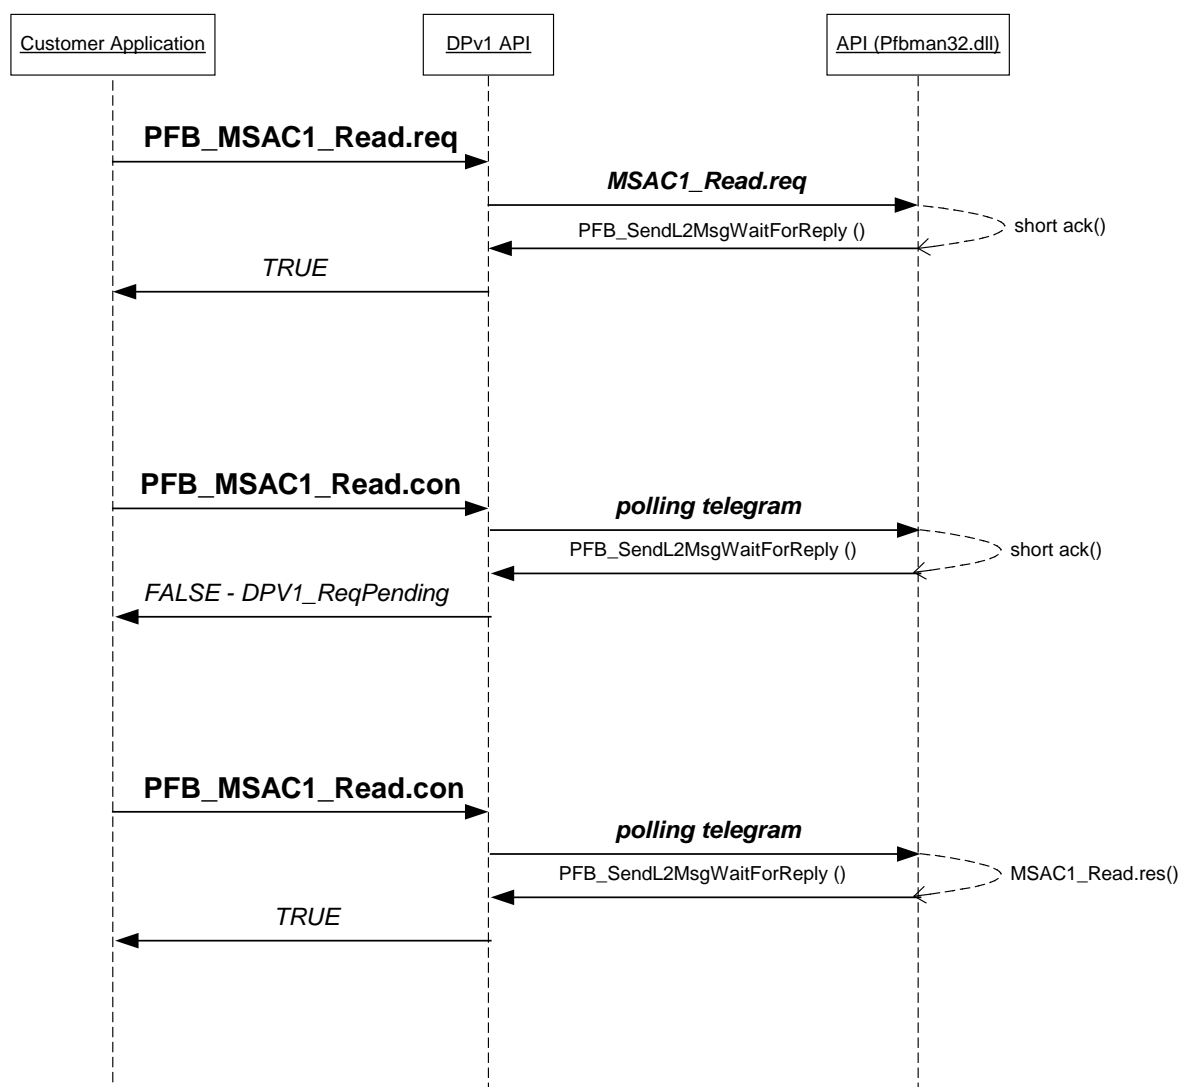 Customer Application
DPv1 API
API (Pfbman32.dll)
PFB_MSAC1_Read.req
MSAC1_Read.req
PFB_SendL2MsgWaitForReply ()
short ack()
TRUE
PFB_MSAC1_Read.con
polling telegram
PFB_SendL2MsgWaitForReply ()
short ack()
FALSE - DPV1_ReqPending
PFB_MSAC1_Read.con
polling telegram
PFB_SendL2MsgWaitForReply ()
MSAC1_Read.res()
TRUE